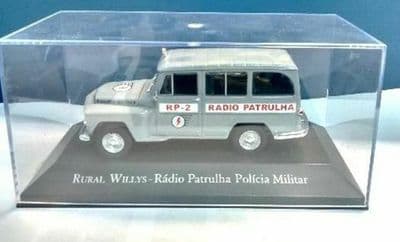 RP-2 RADIO PATRULHA
RURAL WILLYS - Rádio Patrulha Polícia Militar